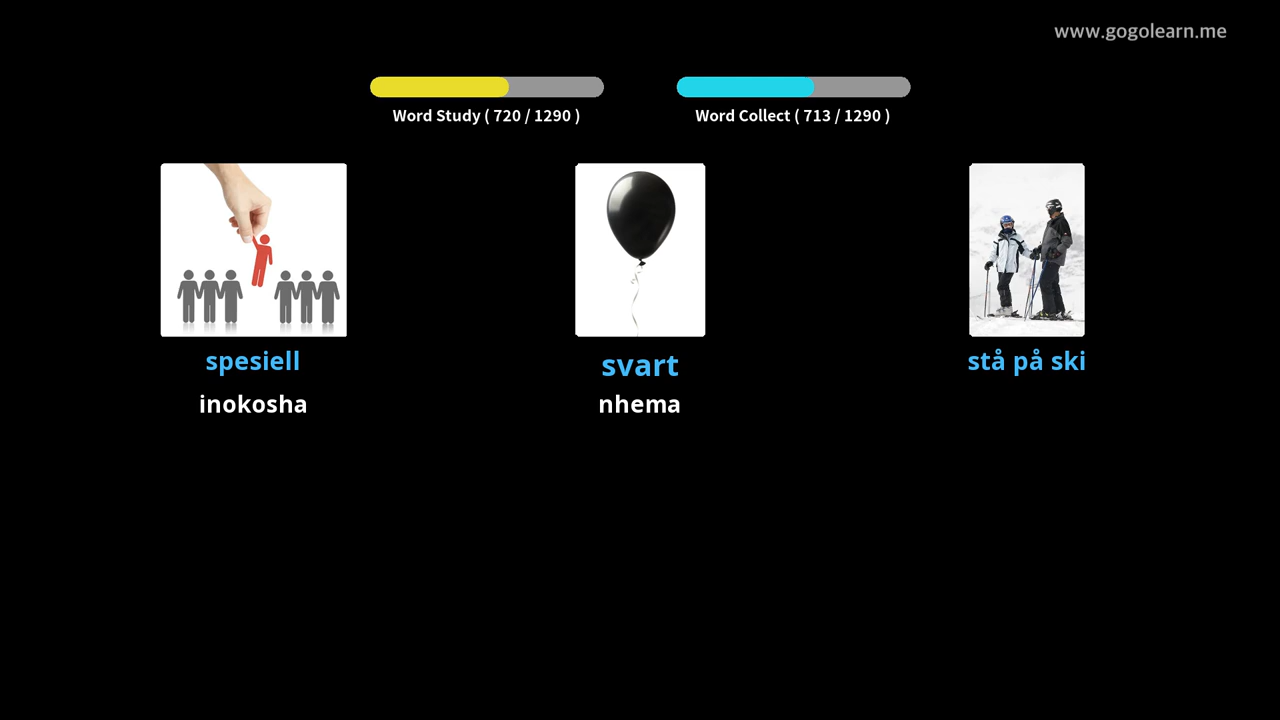 www.gogolearn.me
Word Study ( 720 / 1290 )
Word Collect ( 713 / 1290 )
spesiell
svart
stå på ski
inokosha
nhema